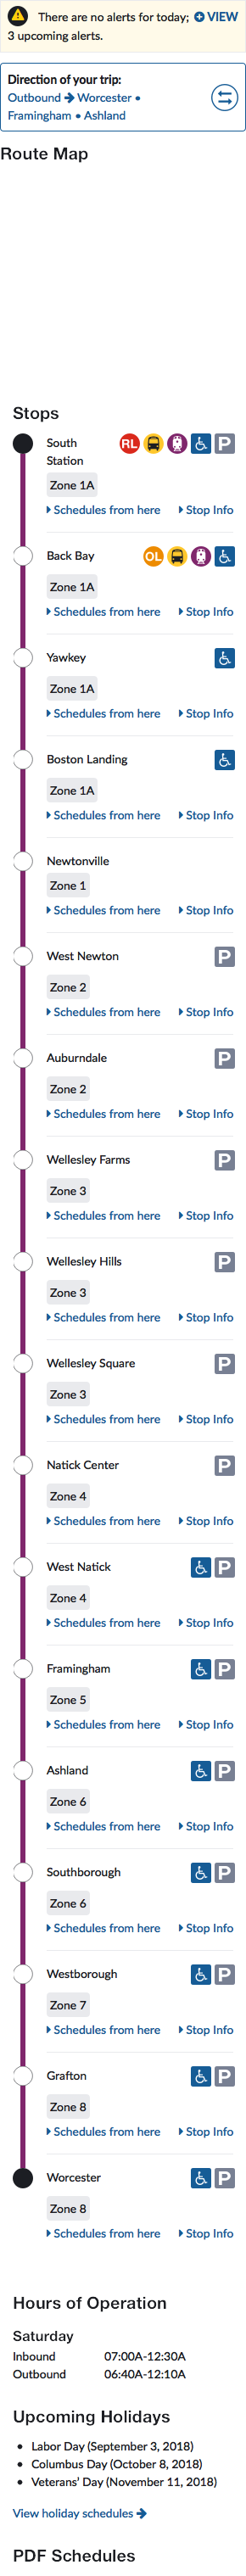 There are no alerts for today; VIEW
3 upcoming alerts.
Direction of your trip:
Outbound Worcester •
Framingham • Ashland
Route Map
Stops
South
Station
RL
P
Zone 1A
Schedules from here Stop Info
Back Bay OL
Zone 1A
Schedules from here Stop Info
Yawkey
Zone 1A
Schedules from here Stop Info
Boston Landing
Zone 1A
Schedules from here Stop Info
Newtonville
Zone 1
Schedules from here Stop Info
West Newton P
Zone 2
Schedules from here Stop Info
Auburndale P
Zone 2
Schedules from here Stop Info
Wellesley Farms P
Zone 3
Schedules from here Stop Info
Wellesley Hills P
Zone 3
Schedules from here Stop Info
Wellesley Square P
Zone 3
Schedules from here Stop Info
Natick Center P
Zone 4
Schedules from here Stop Info
West Natick P
Zone 4
Schedules from here Stop Info
Framingham P
Zone 5
Schedules from here Stop Info
Ashland P
Zone 6
Schedules from here Stop Info
Southborough P
Zone 6
Schedules from here Stop Info
Westborough P
Zone 7
Schedules from here Stop Info
Grafton P
Zone 8
Schedules from here Stop Info
Worcester P
Zone 8
Schedules from here Stop Info
Hours of Operation
Saturday
Inbound 07:00A-12:30A
Outbound 06:40A-12:10A
Upcoming Holidays
• Labor Day (September 3, 2018)
• Columbus Day (October 8, 2018)
• Veterans' Day (November 11, 2018)
View holiday schedules
PDF Schedules